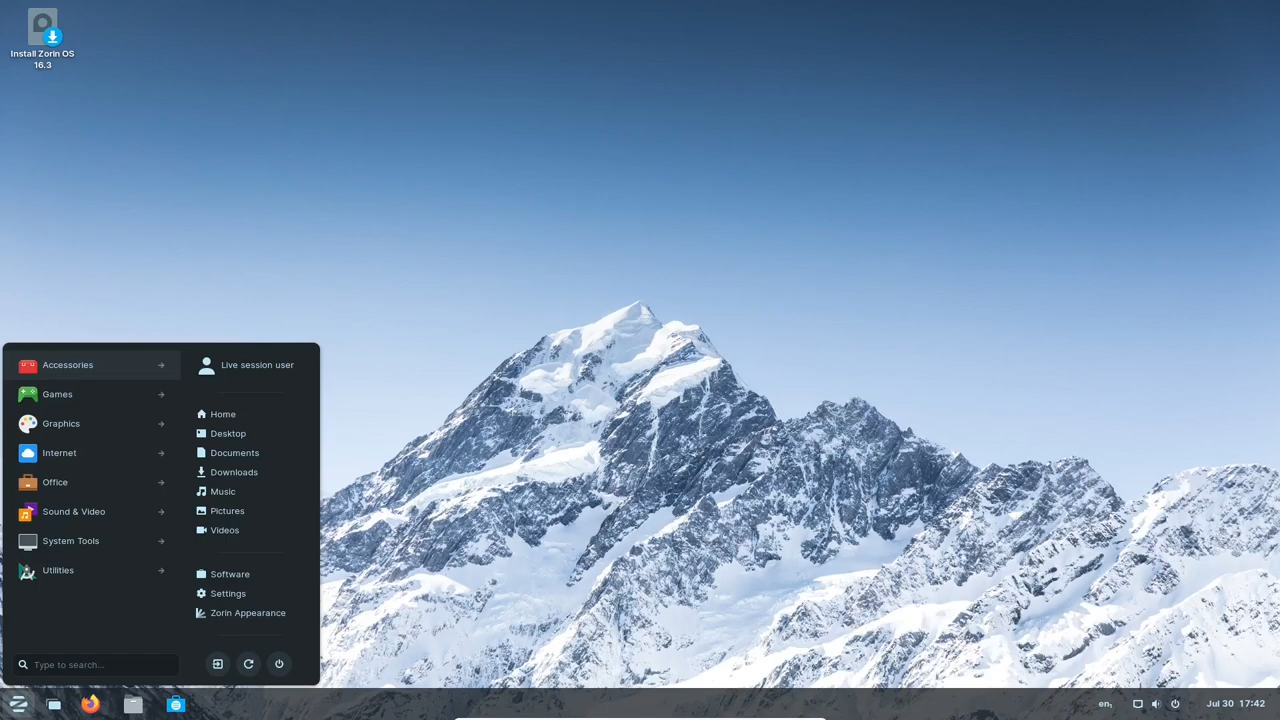 Install Zorin OS
16.3
Accessories
Games
Graphics
Internet
Office
Sound & Video
System Tools
Utilities
Type to search...
Live session user
Home
Desktop
Documents
Downloads
Music
Pictures
Videos
Software
Settings
Zorin Appearance
en₁
Jul 30 17:42